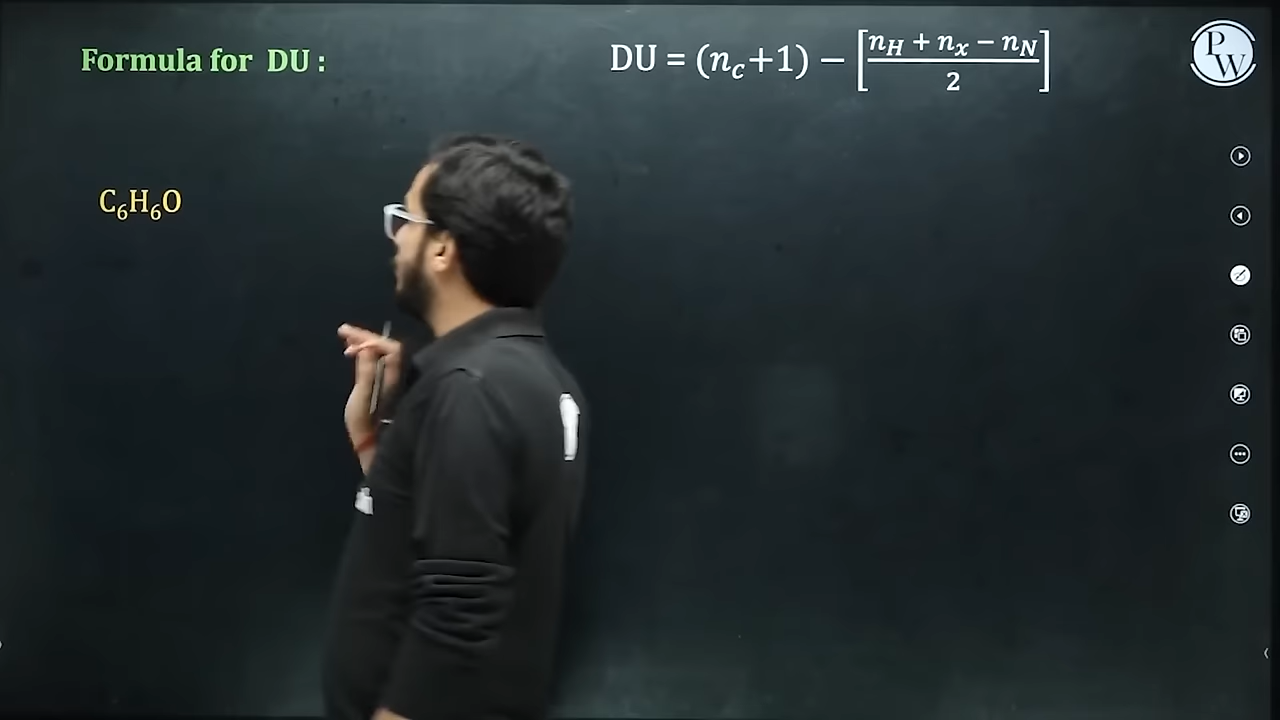 Formula for DU :
DU = (n_c+1) − [n_H + n_x − n_N / 2]
C₆H₆O
PW